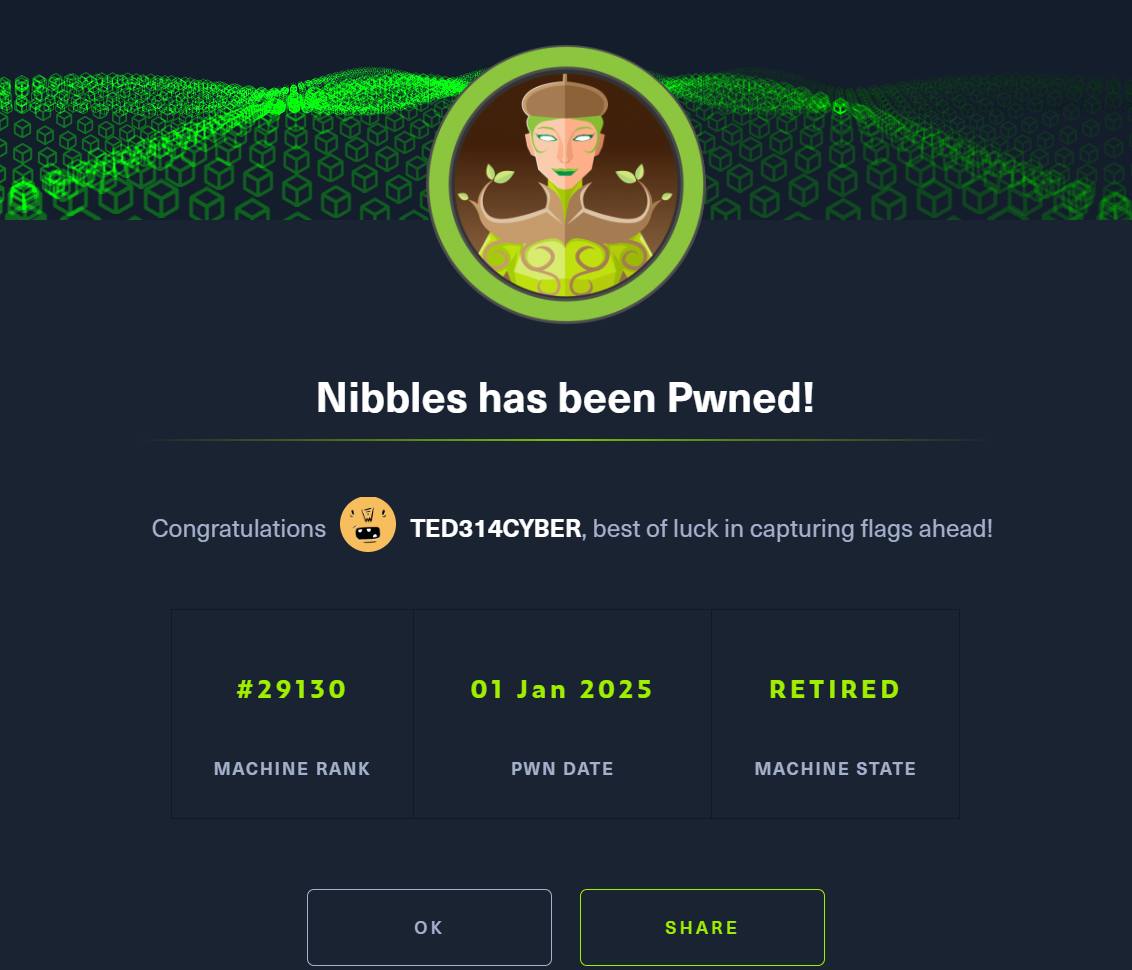 Nibbles has been Pwned!
Congratulations TED314CYBER, best of luck in capturing flags ahead!
#29130 01 Jan 2025 RETIRED
MACHINE RANK PWN DATE MACHINE STATE
OK SHARE